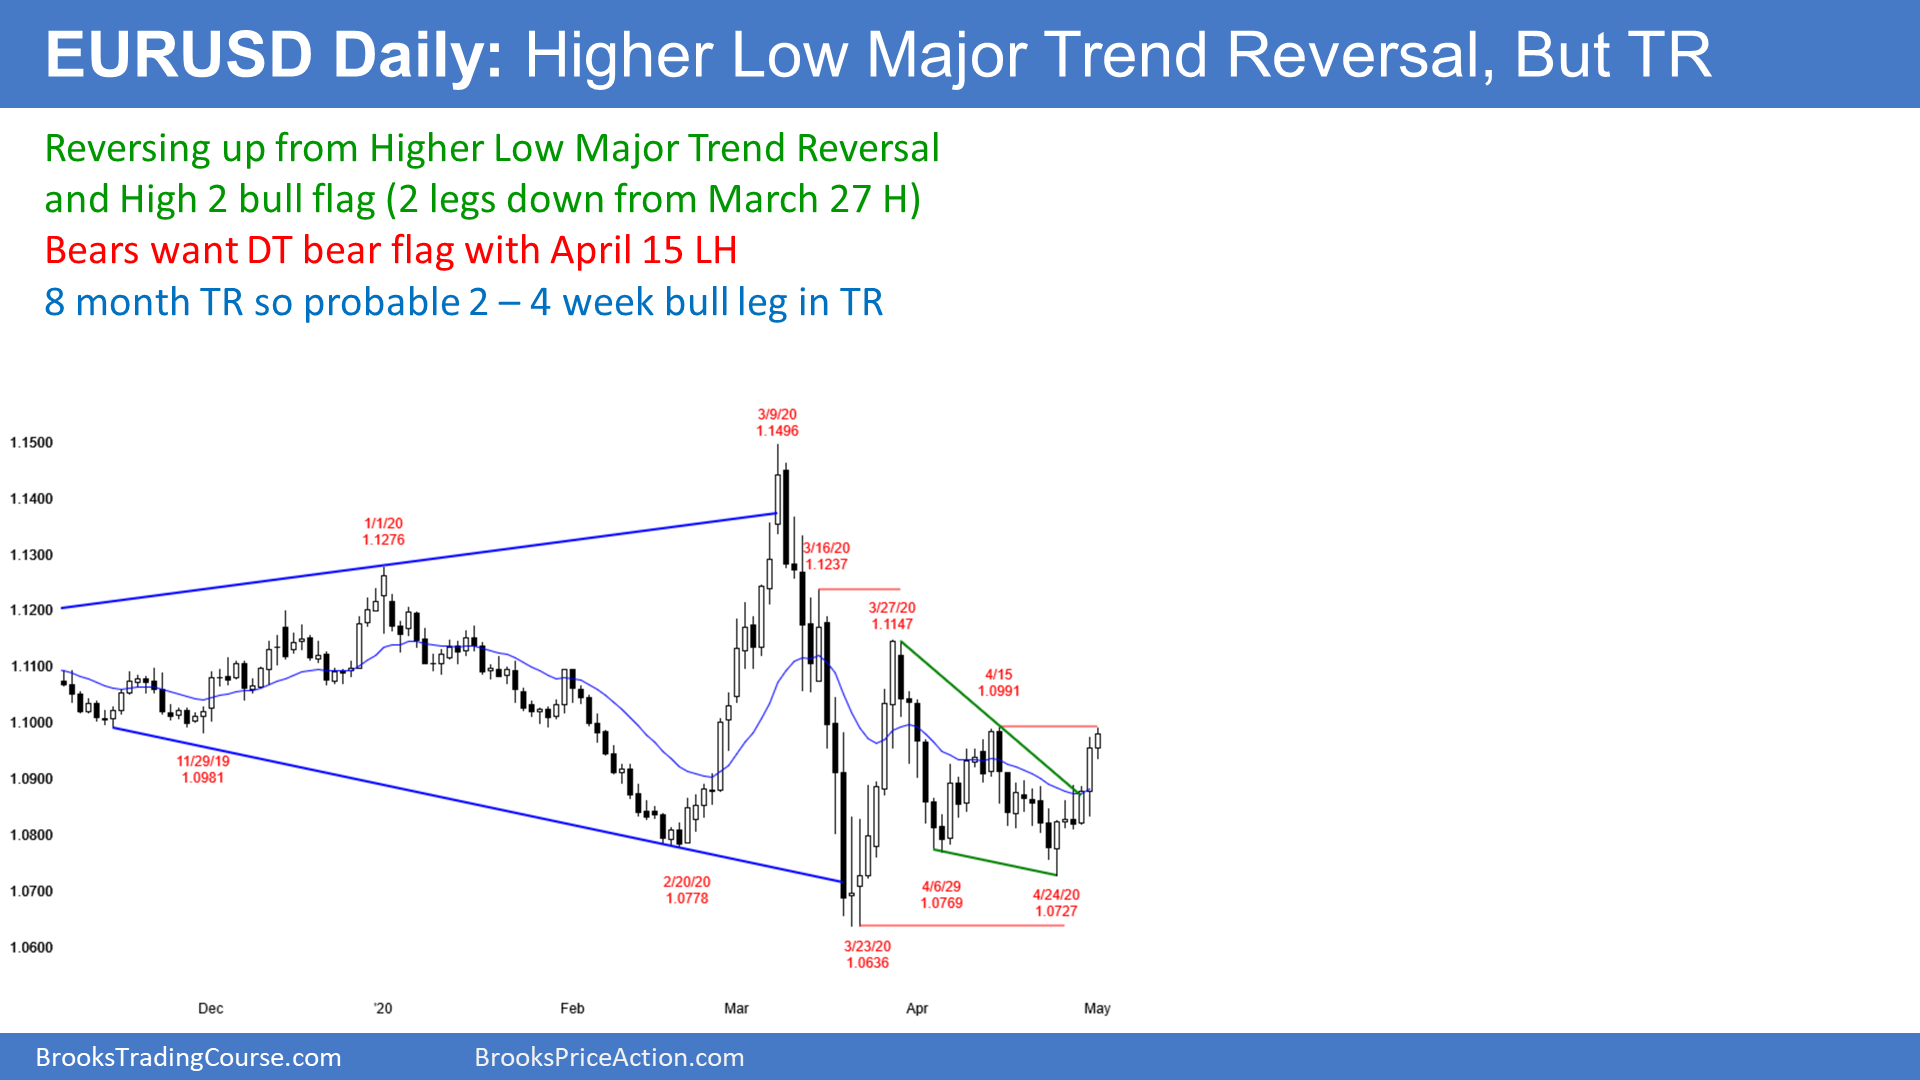 EURUSD Daily: Higher Low Major Trend Reversal, But TR
Reversing up from Higher Low Major Trend Reversal
and High 2 bull flag (2 legs down from March 27 H)
Bears want DT bear flag with April 15 LH
8 month TR so probable 2 – 4 week bull leg in TR
3/9/20
1.1496
1.1500
1.1400
1/1/20
1.1276
3/16/20
1.1237
1.1300
3/27/20
1.1147
1.1200
4/15
1.0991
1.1100
1.1000
11/29/19
1.0981
1.0900
1.0800
2/20/20
1.0778
4/6/29
1.0769
4/24/20
1.0727
1.0700
3/23/20
1.0636
1.0600
Dec
'20
Feb
Mar
Apr
May
BrooksTradingCourse.com
BrooksPriceAction.com